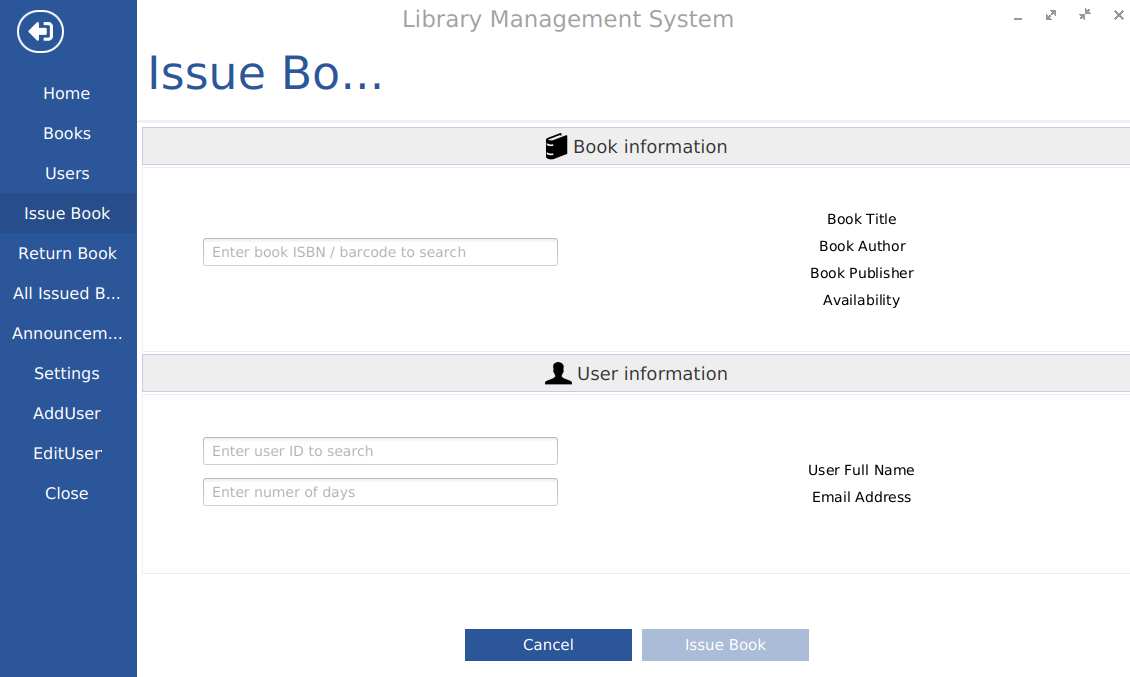 Library Management System
Issue Bo...
Home
Books
Users
Issue Book
Return Book
All Issued B...
Announcem...
Settings
AddUser
EditUser
Close
Book information
Enter book ISBN / barcode to search
Book Title
Book Author
Book Publisher
Availability
User information
Enter user ID to search
Enter numer of days
User Full Name
Email Address
Cancel
Issue Book